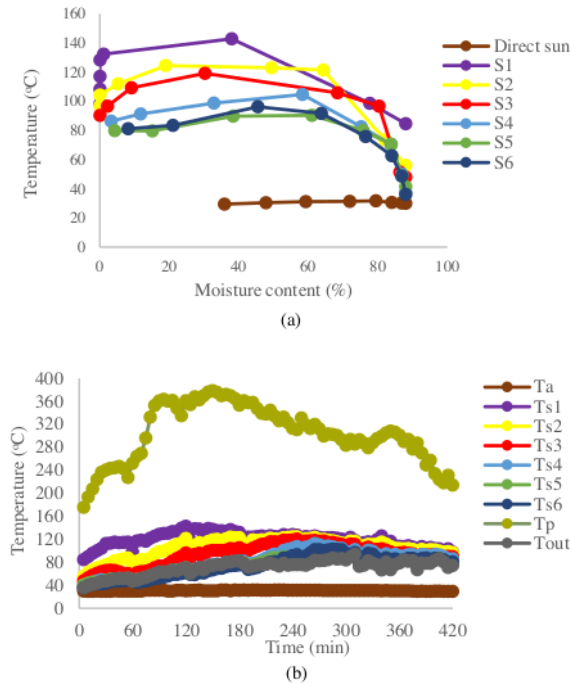 160
140
120
100
80
60
40
20
0
Temperature (°C)
0 20 40 60 80 100
Moisture content (%)
Direct sun
S1
S2
S3
S4
S5
S6
(a)
400
360
320
280
240
200
160
120
80
40
0
Temperature (°C)
0 60 120 180 240 300 360 420
Time (min)
Ta
Ts1
Ts2
Ts3
Ts4
Ts5
Ts6
Tp
Tout
(b)